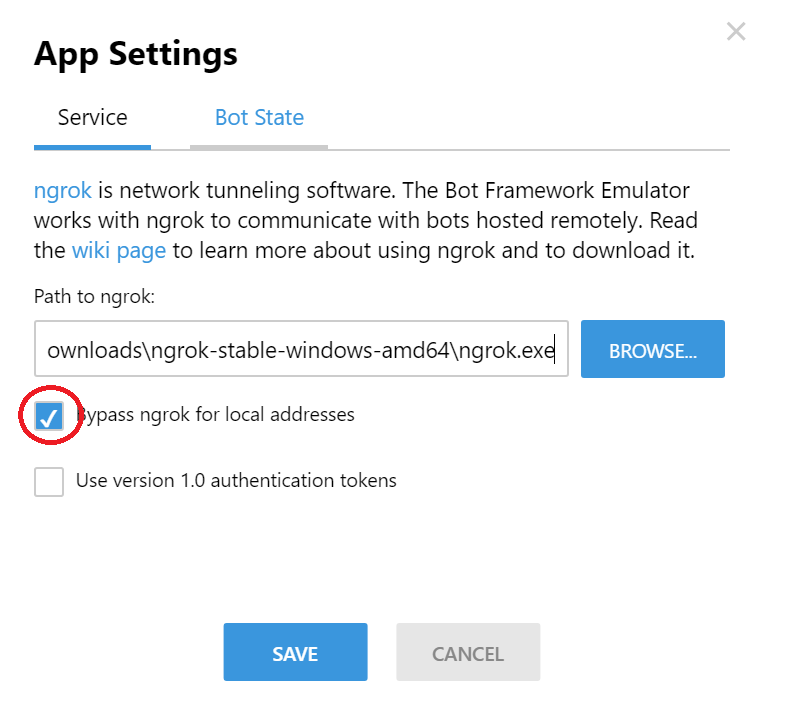 App Settings
Service
Bot State
ngrok is network tunneling software. The Bot Framework Emulator
works with ngrok to communicate with bots hosted remotely. Read
the wiki page to learn more about using ngrok and to download it.
Path to ngrok:
ownloads\ngrok-stable-windows-amd64\ngrok.exe
BROWSE...
Bypass ngrok for local addresses
Use version 1.0 authentication tokens
SAVE
CANCEL